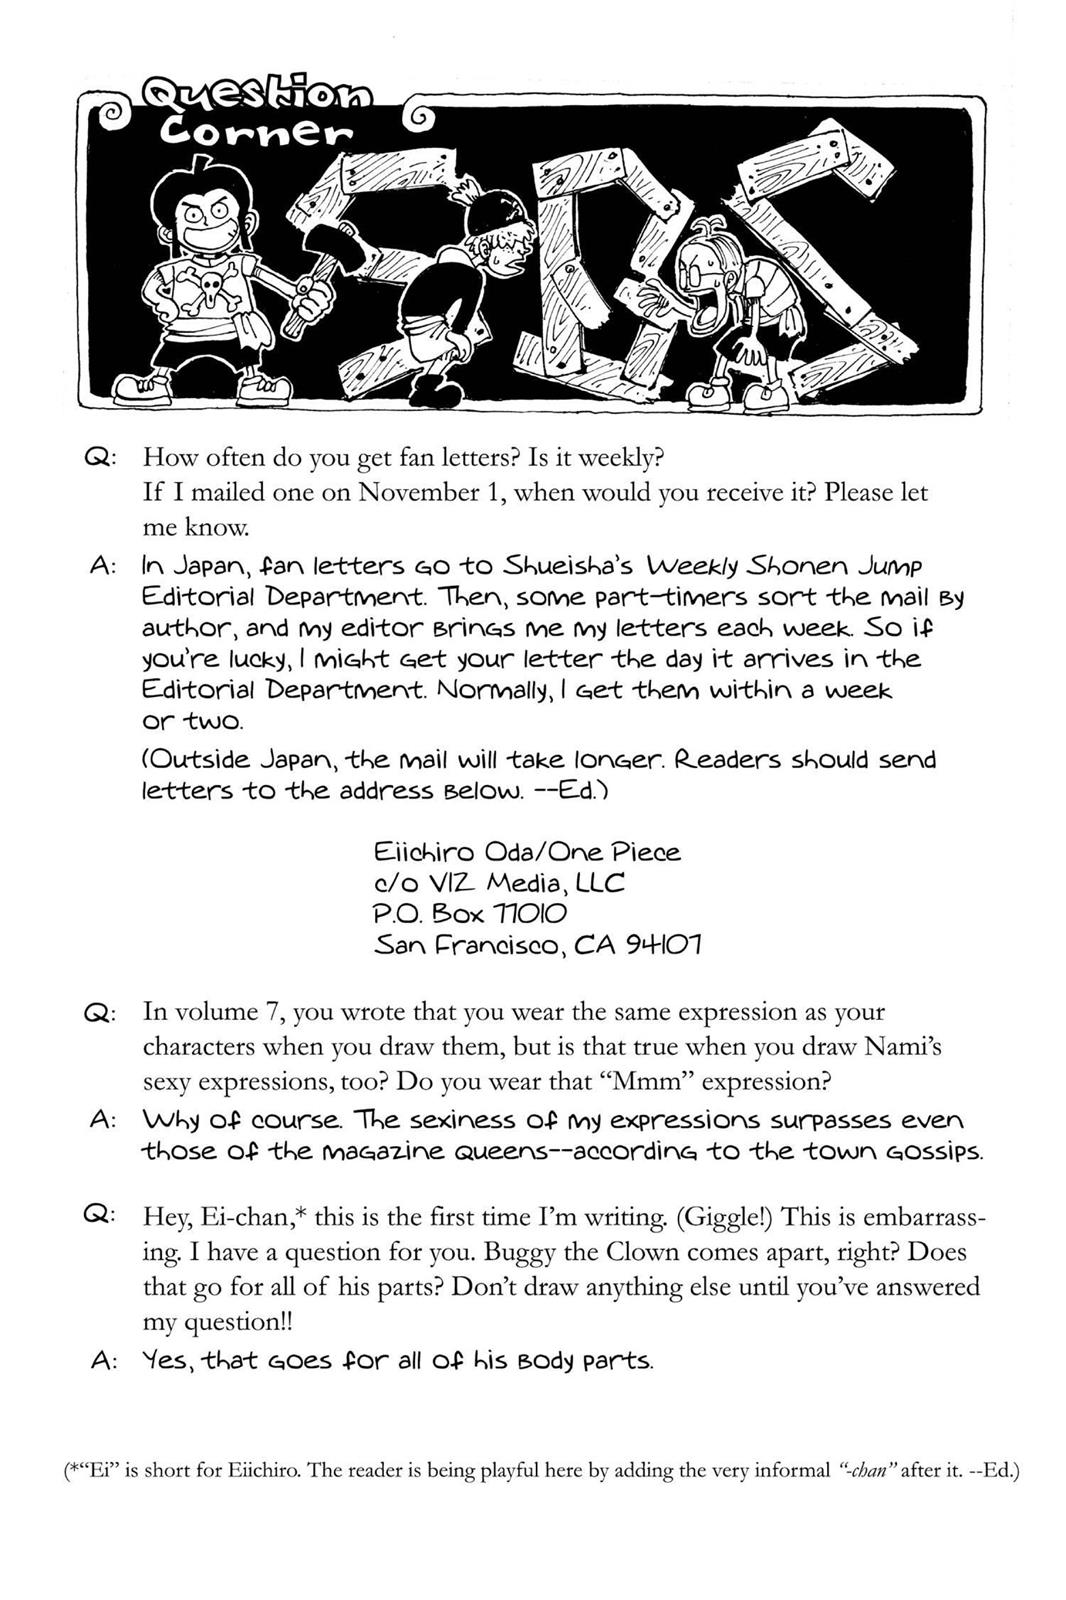 Question
Corner
SBS
Q: How often do you get fan letters? Is it weekly?
If I mailed one on November 1, when would you receive it? Please let
me know.
A: In Japan, fan letters go to Shueisha's Weekly Shonen Jump
Editorial Department. Then, some part-timers sort the mail by
author, and my editor brings me my letters each week. So if
you're lucky, I might get your letter the day it arrives in the
Editorial Department. Normally, I get them within a week
or two.
(Outside Japan, the mail will take longer. Readers should send
letters to the address below. --Ed.)
Eiichiro Oda/One Piece
c/o VIZ Media, LLC
P.O. Box 77010
San Francisco, CA 94107
Q: In volume 7, you wrote that you wear the same expression as your
characters when you draw them, but is that true when you draw Nami's
sexy expressions, too? Do you wear that “Mmm” expression?
A: Why of course. The sexiness of my expressions surpasses even
those of the magazine queens--according to the town gossips.
Q: Hey, Ei-chan,* this is the first time I'm writing. (Giggle!) This is embarrass-
ing. I have a question for you. Buggy the Clown comes apart, right? Does
that go for all of his parts? Don't draw anything else until you've answered
my question!!
A: Yes, that goes for all of his body parts.
(*“Ei” is short for Eiichiro. The reader is being playful here by adding the very informal “-chan” after it. --Ed.)